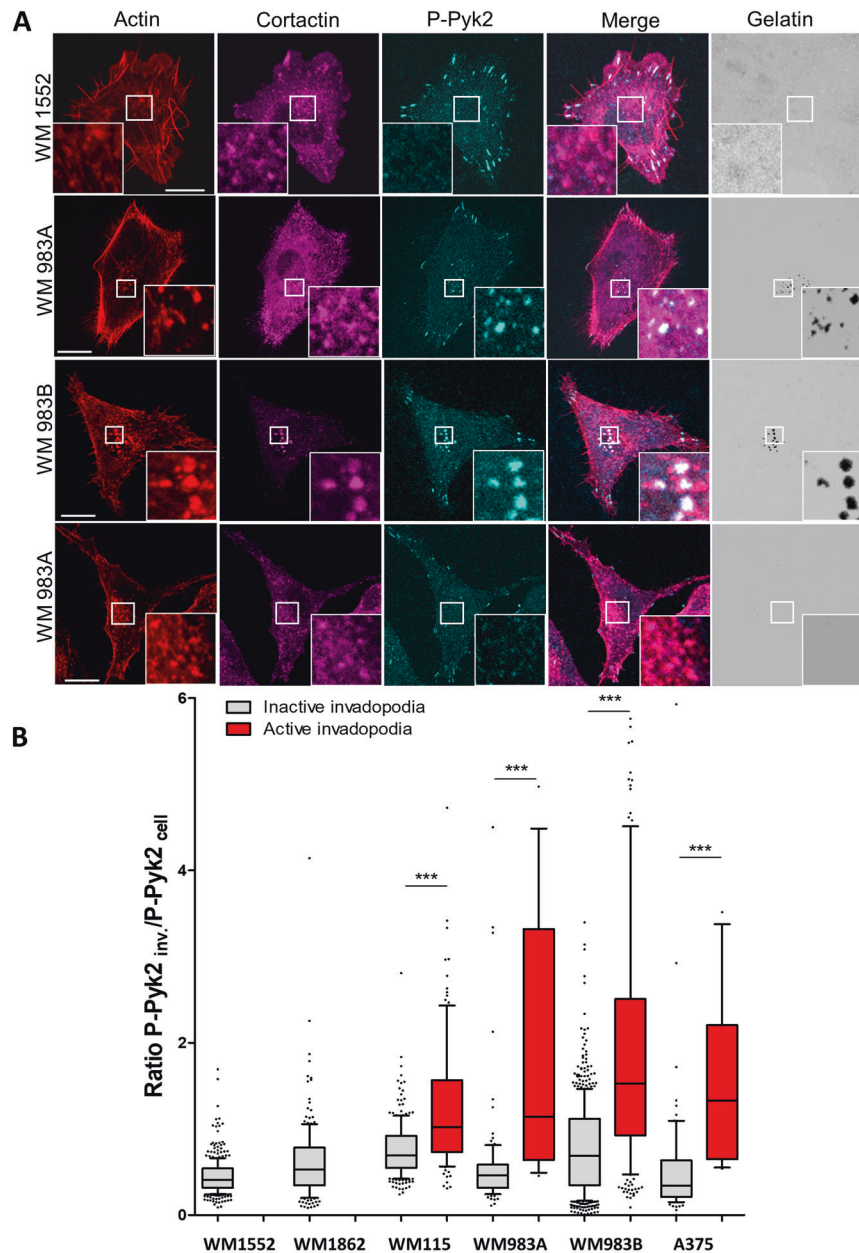 A
Actin Cortactin P-Pyk2 Merge Gelatin
WM 1552
WM 983A
WM 983B
WM 983A
B
Inactive invadopodia
Active invadopodia
Ratio P-Pyk2 inv./P-Pyk2 cell
6
4
2
0
***
***
***
***
WM1552 WM1862 WM115 WM983A WM983B A375